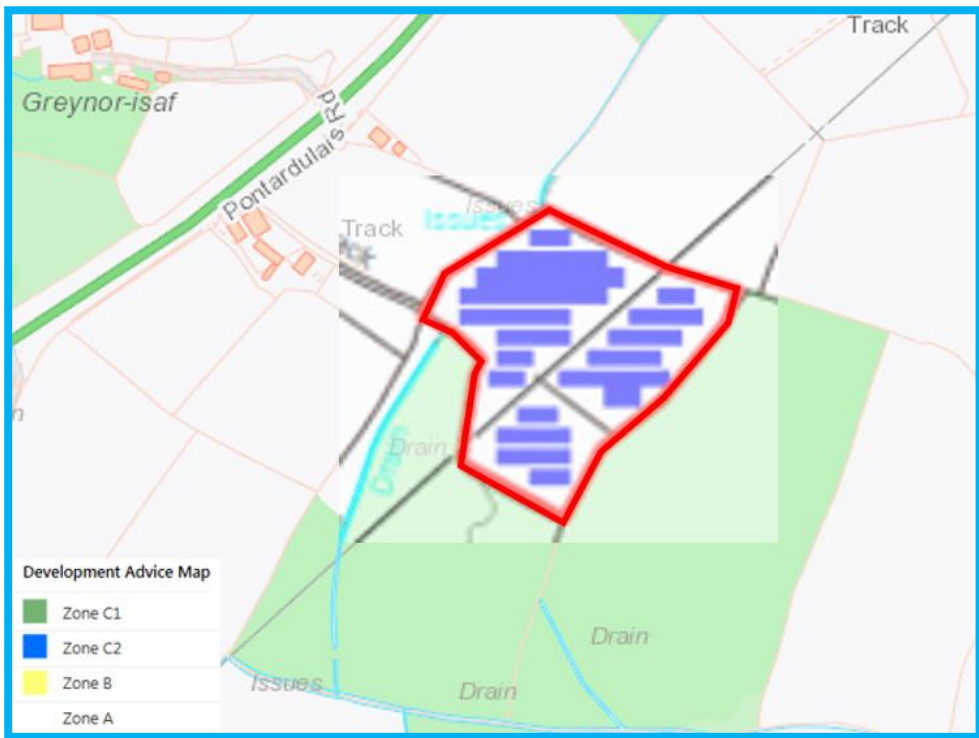 Track
Greynor-isaf
Pontardulais Rd
Issues
Issues
Track
Drain
Drain
Development Advice Map
Zone C1
Zone C2
Zone B
Zone A
Drain
Issues
Drain